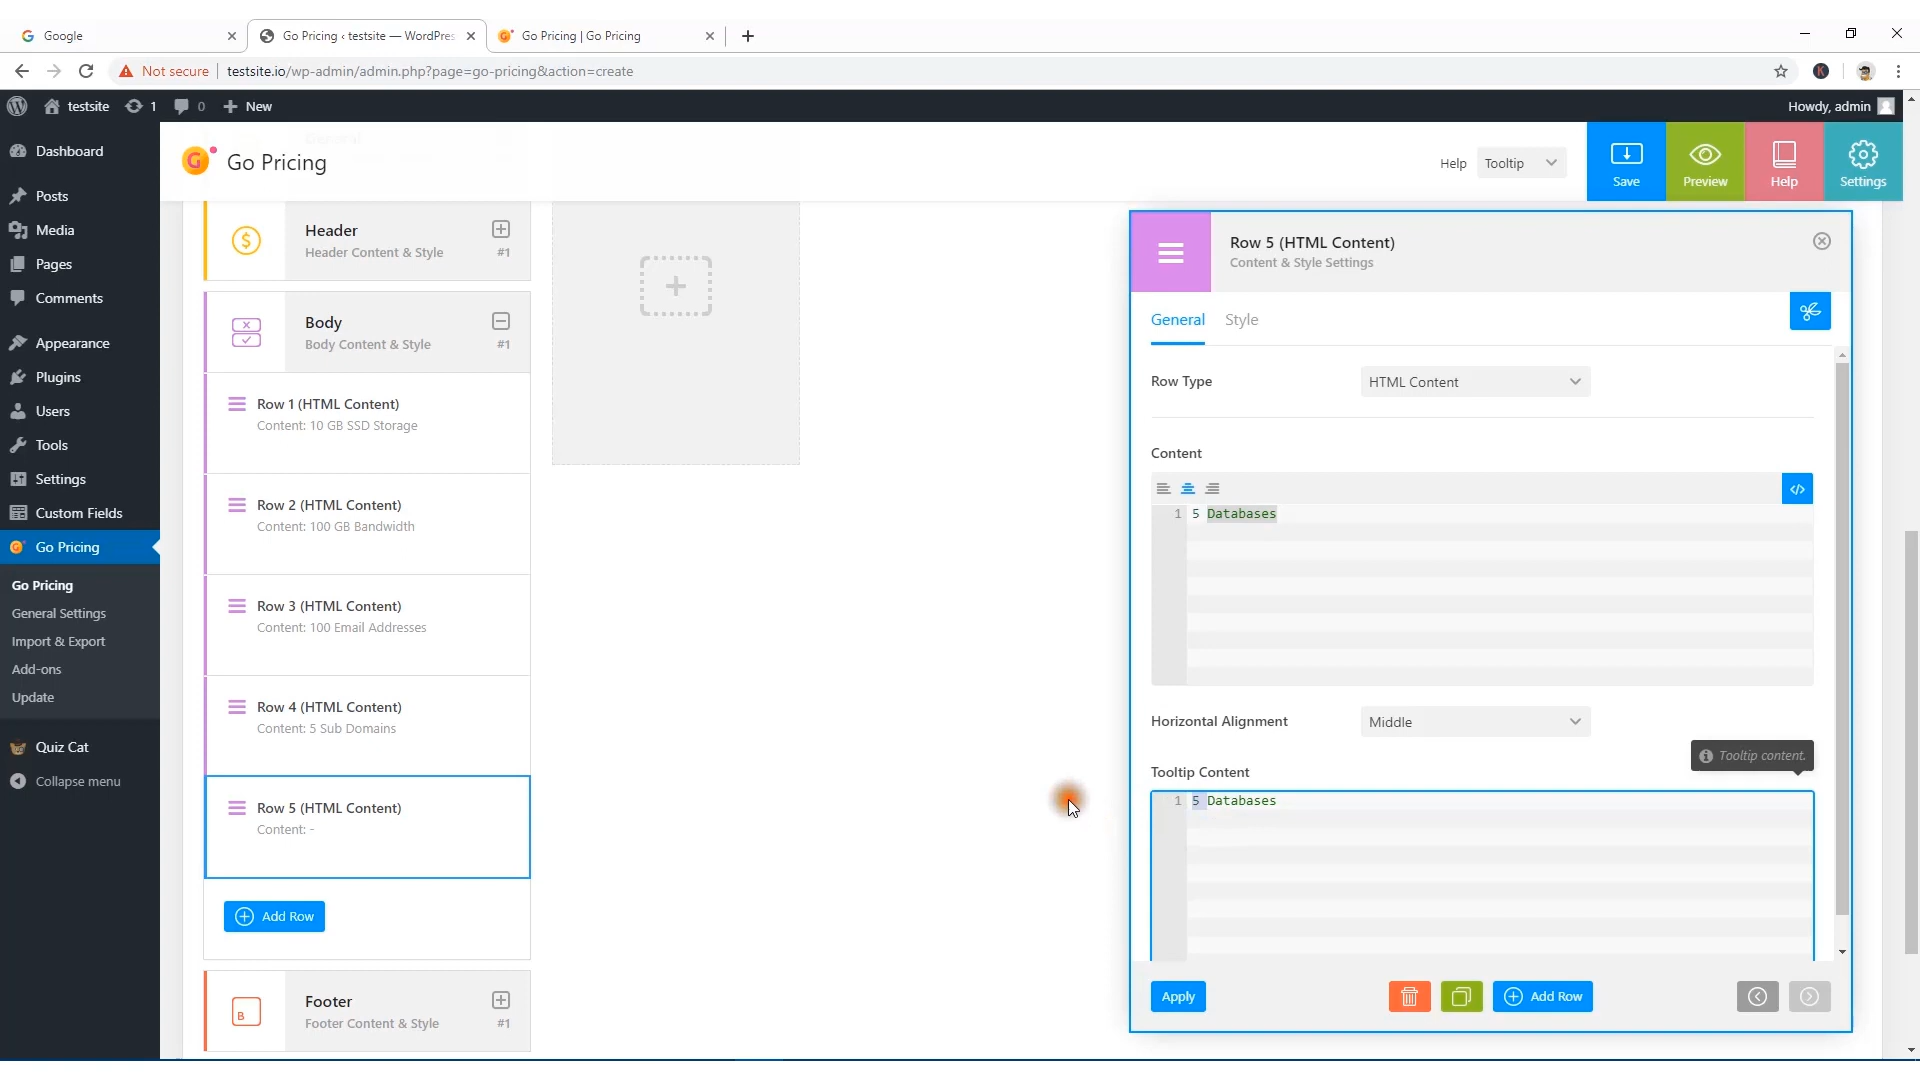 Google
Go Pricing ‹ testsite — WordPres
Go Pricing | Go Pricing
Not secure
testsite.io/wp-admin/admin.php?page=go-pricing&action=create
K
testsite
1
0
New
Howdy, admin
Dashboard
Posts
Media
Pages
Comments
Appearance
Plugins
Users
Tools
Settings
Custom Fields
Go Pricing
Go Pricing
General Settings
Import & Export
Add-ons
Update
Quiz Cat
Collapse menu
General
G
Go Pricing
Help
Tooltip
Save
Preview
Help
Settings
Header
Header Content & Style
#1
Body
Body Content & Style
#1
Row 1 (HTML Content)
Content: 10 GB SSD Storage
Row 2 (HTML Content)
Content: 100 GB Bandwidth
Row 3 (HTML Content)
Content: 100 Email Addresses
Row 4 (HTML Content)
Content: 5 Sub Domains
Row 5 (HTML Content)
Content: -
Add Row
B
Footer
Footer Content & Style
#1
Row 5 (HTML Content)
Content & Style Settings
General
Style
Row Type
HTML Content
Content
1 5 Databases
Horizontal Alignment
Middle
Tooltip content.
Tooltip Content
1 5 Databases
Apply
Add Row